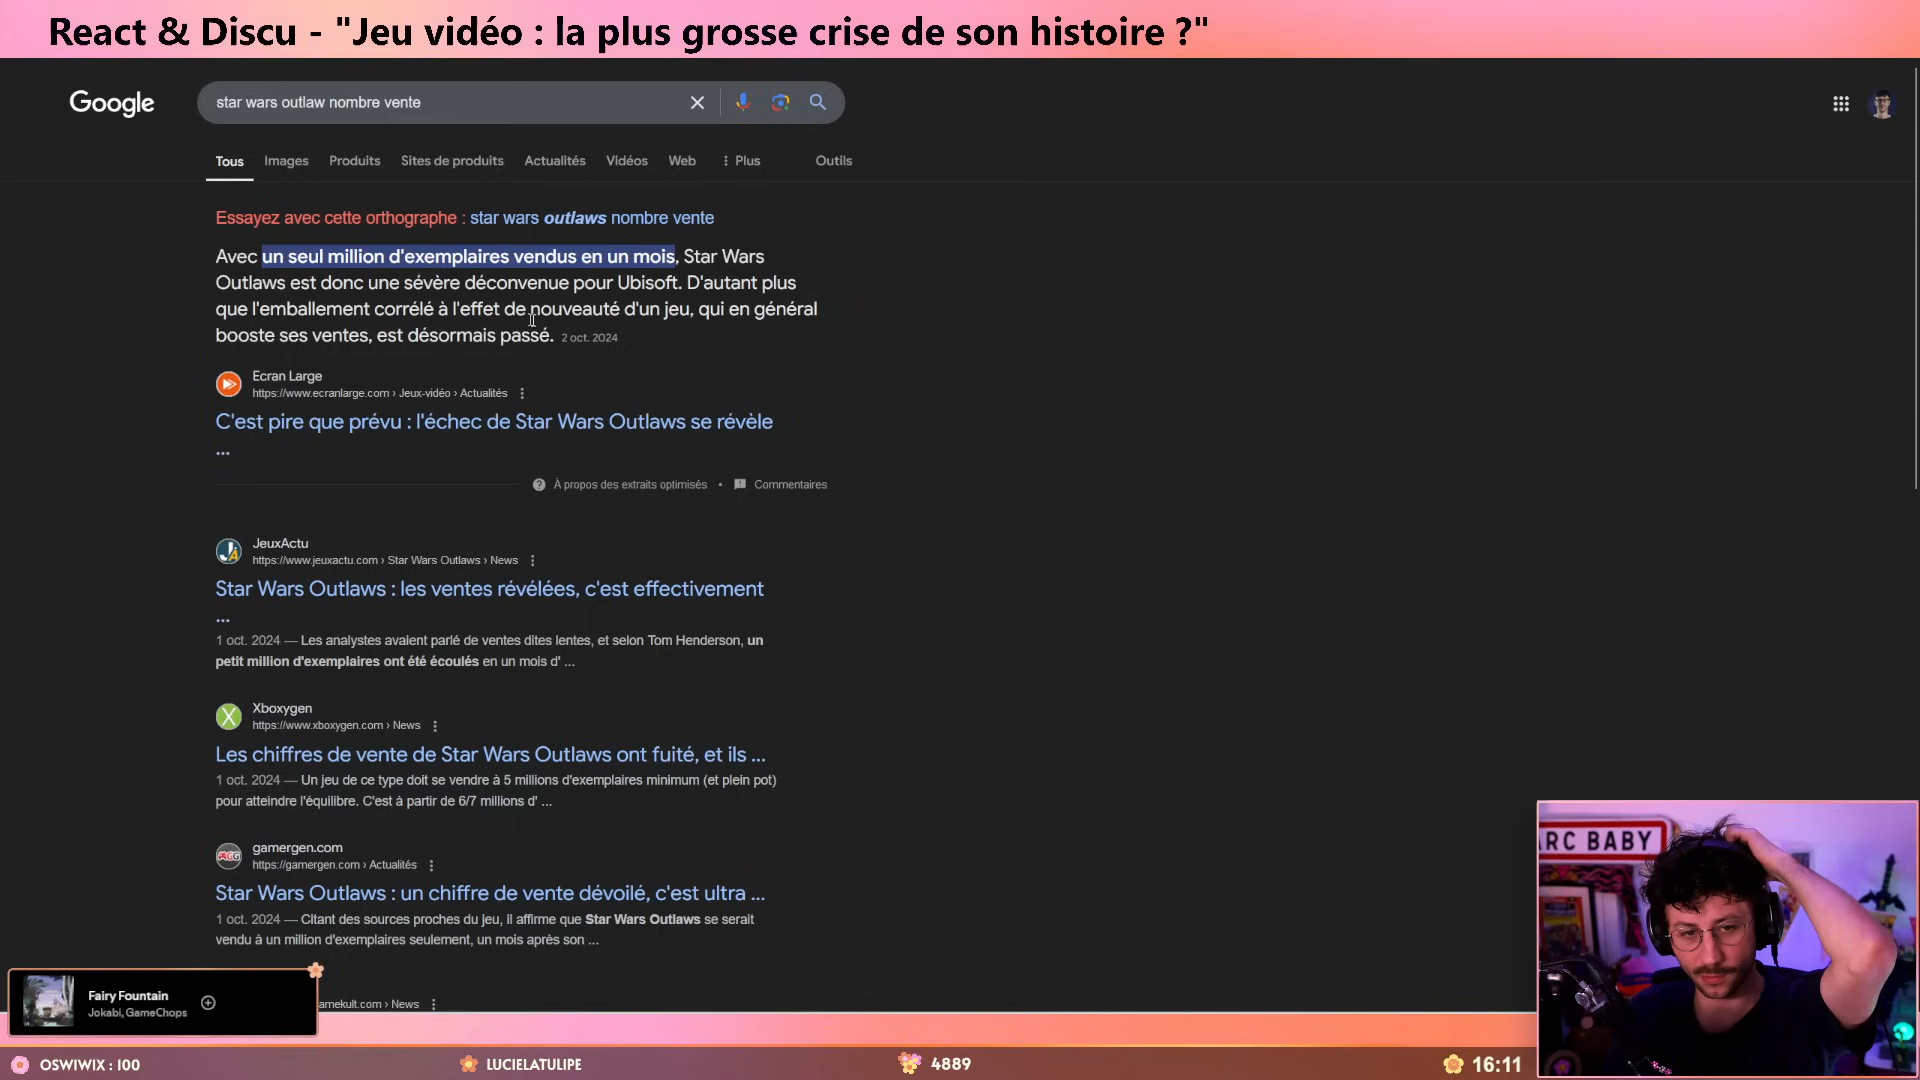 React & Discu - "Jeu vidéo : la plus grosse crise de son histoire ?"
Google
star wars outlaw nombre vente
Tous Images Produits Sites de produits Actualités Vidéos Web Plus Outils
Essayez avec cette orthographe : star wars outlaws nombre vente
Avec un seul million d'exemplaires vendus en un mois, Star Wars
Outlaws est donc une sévère déconvenue pour Ubisoft. D'autant plus
que l'emballement corrélé à l'effet de nouveauté d'un jeu, qui en général
booste ses ventes, est désormais passé. 2 oct. 2024
Ecran Large
https://www.ecranlarge.com › Jeux-vidéo › Actualités
C'est pire que prévu : l'échec de Star Wars Outlaws se révèle
...
À propos des extraits optimisés • Commentaires
JeuxActu
https://www.jeuxactu.com › Star Wars Outlaws › News
Star Wars Outlaws : les ventes révélées, c'est effectivement
...
1 oct. 2024 — Les analystes avaient parlé de ventes dites lentes, et selon Tom Henderson, un
petit million d'exemplaires ont été écoulés en un mois d' ...
Xboxygen
https://www.xboxygen.com › News
Les chiffres de vente de Star Wars Outlaws ont fuité, et ils ...
1 oct. 2024 — Un jeu de ce type doit se vendre à 5 millions d'exemplaires minimum (et plein pot)
pour atteindre l'équilibre. C'est à partir de 6/7 millions d' ...
gamergen.com
https://gamergen.com › Actualités
Star Wars Outlaws : un chiffre de vente dévoilé, c'est ultra ...
1 oct. 2024 — Citant des sources proches du jeu, il affirme que Star Wars Outlaws se serait
vendu à un million d'exemplaires seulement, un mois après son ...
amekult.com › News
Fairy Fountain
Jokabi, GameChops
ARC BABY
OSWIWIX : 100
LUCIELATULIPE
4889
16:11